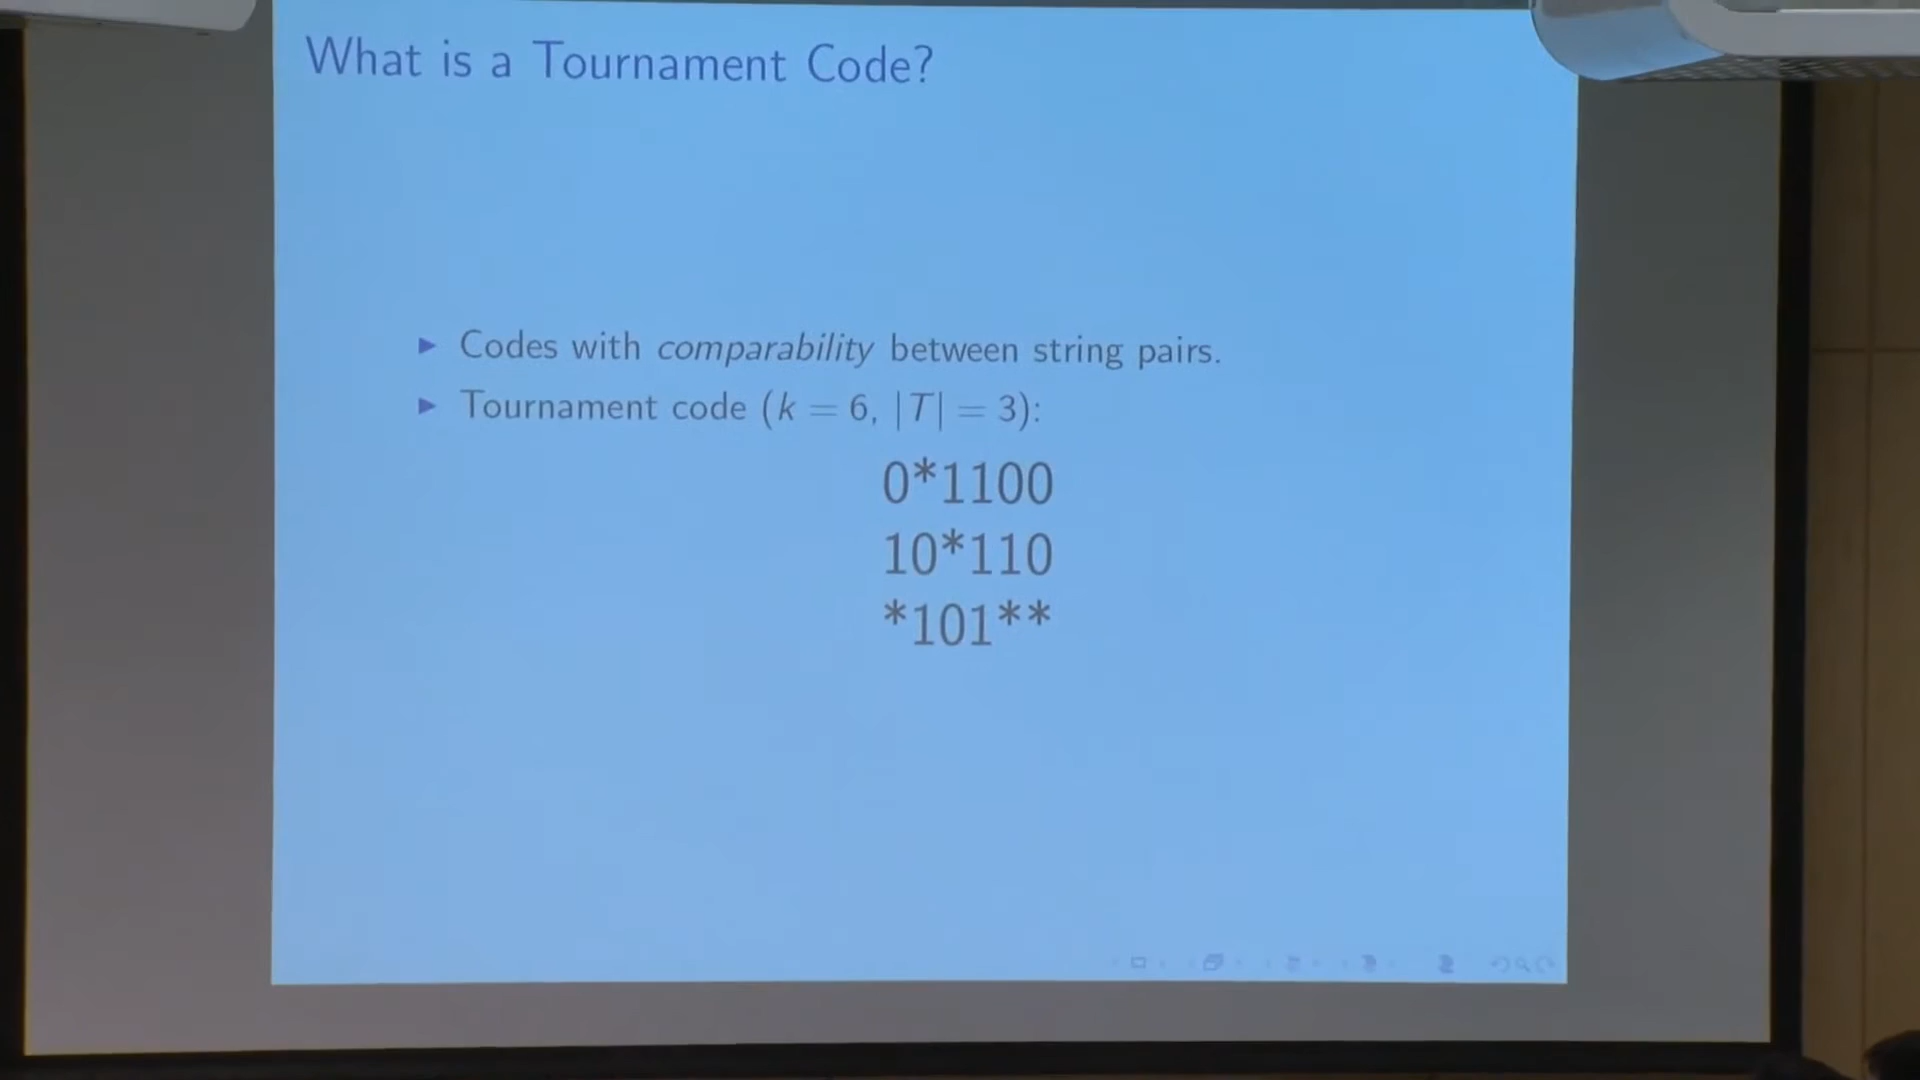 What is a Tournament Code?
▶ Codes with comparability between string pairs.
▶ Tournament code (k = 6, |T| = 3):
0*1100
10*110
*101**